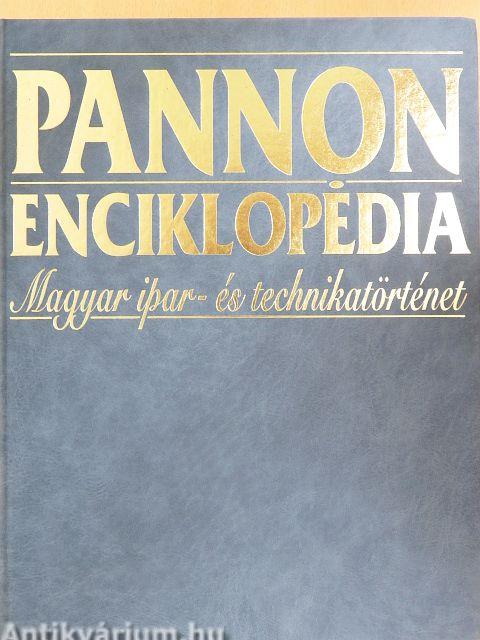 PANNON
ENCIKLOPÉDIA
Magyar ipar- és technikatörténet
Antikvárium.hu